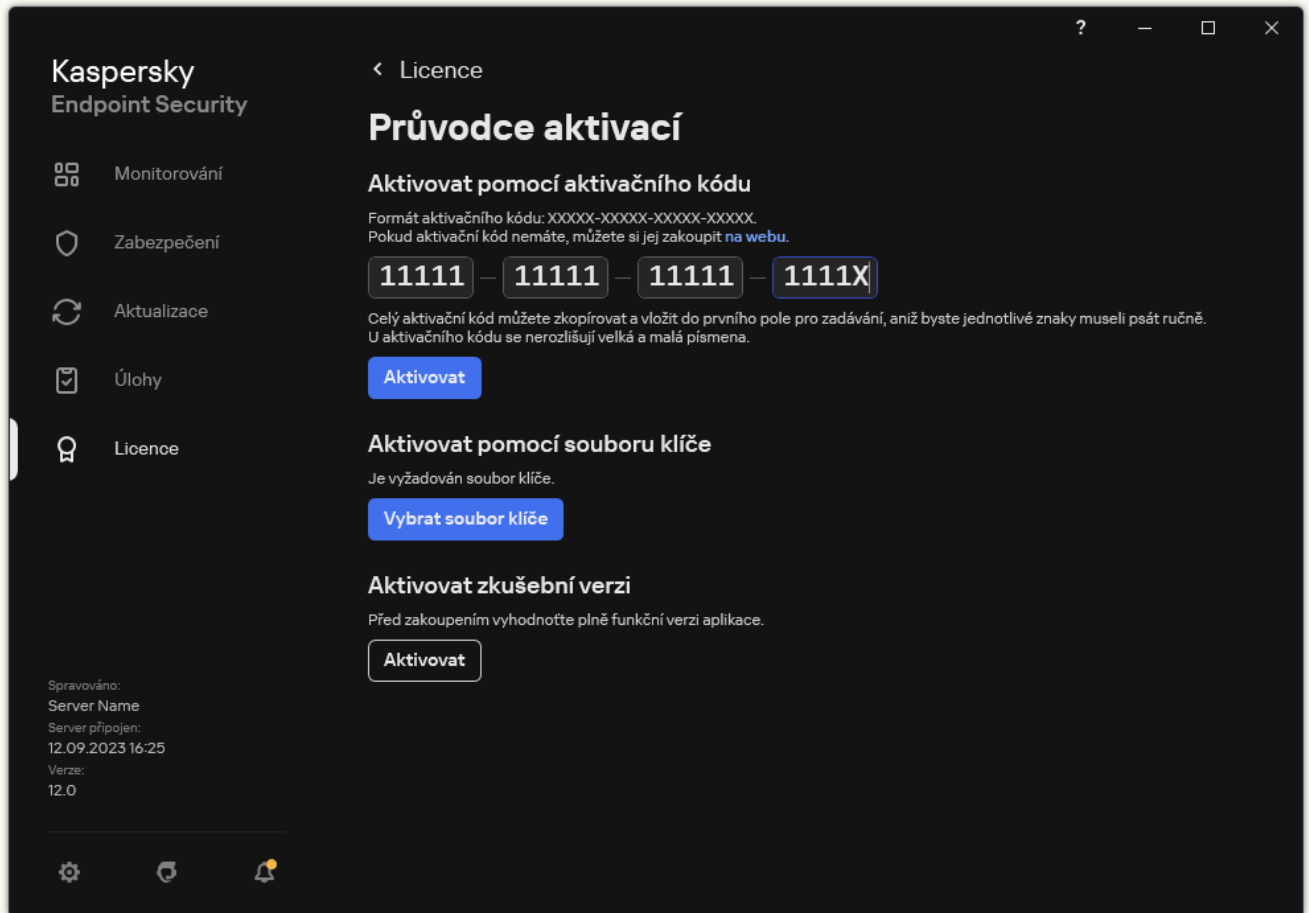 ?
Kaspersky
Endpoint Security
Monitorování
Zabezpečení
Aktualizace
Úlohy
Licence
Spravováno:
Server Name
Server připojen:
12.09.2023 16:25
Verze:
12.0
Licence
Průvodce aktivací
Aktivovat pomocí aktivačního kódu
Formát aktivačního kódu: XXXXX-XXXXX-XXXXX-XXXXX.
Pokud aktivační kód nemáte, můžete si jej zakoupit na webu.
11111 — 11111 — 11111 — 1111X
Celý aktivační kód můžete zkopírovat a vložit do prvního pole pro zadávání, aniž byste jednotlivé znaky museli psát ručně.
U aktivačního kódu se nerozlišují velká a malá písmena.
Aktivovat
Aktivovat pomocí souboru klíče
Je vyžadován soubor klíče.
Vybrat soubor klíče
Aktivovat zkušební verzi
Před zakoupením vyhodnoťte plně funkční verzi aplikace.
Aktivovat